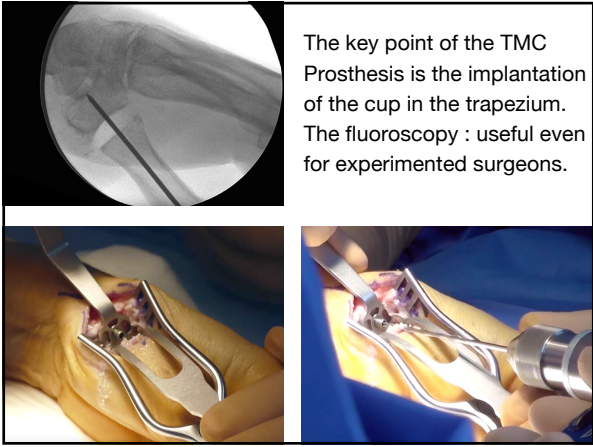 The key point of the TMC
Prosthesis is the implantation
of the cup in the trapezium.
The fluoroscopy : useful even
for experimented surgeons.